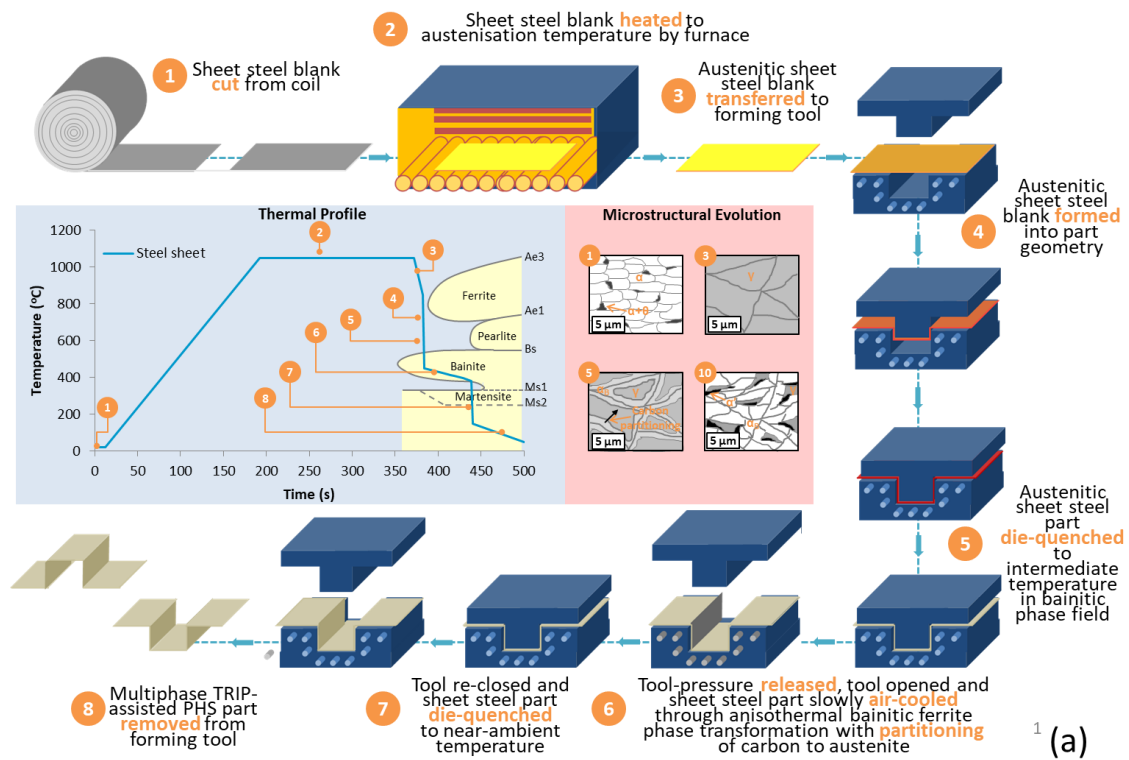 2
Sheet steel blank heated to
austenisation temperature by furnace
1
Sheet steel blank
cut from coil
3
Austenitic sheet
steel blank
transferred to
forming tool
4
Austenitic
sheet steel
blank formed
into part
geometry
Thermal Profile
Temperature (°C)
1200
1000
800
600
400
200
0
0
50
100
150
200
250
300
350
400
450
500
Time (s)
Steel sheet
1
2
3
4
5
6
7
8
Ae3
Ferrite
Ae1
Pearlite
Bs
Bainite
Ms1
Martensite
Ms2
Microstructural Evolution
1
α
α+θ
5 µm
3
γ
5 µm
5
γ
carbon
partitioning
5 µm
10
5 µm
5
Austenitic
sheet steel
part
die-quenched
to
intermediate
temperature
in bainitic
phase field
6
Tool-pressure released, tool opened and
sheet steel part slowly air-cooled
through anisothermal bainitic ferrite
phase transformation with partitioning
of carbon to austenite
7
Tool re-closed and
sheet steel part
die-quenched
to near-ambient
temperature
8
Multiphase TRIP-
assisted PHS part
removed from
forming tool
1
(a)